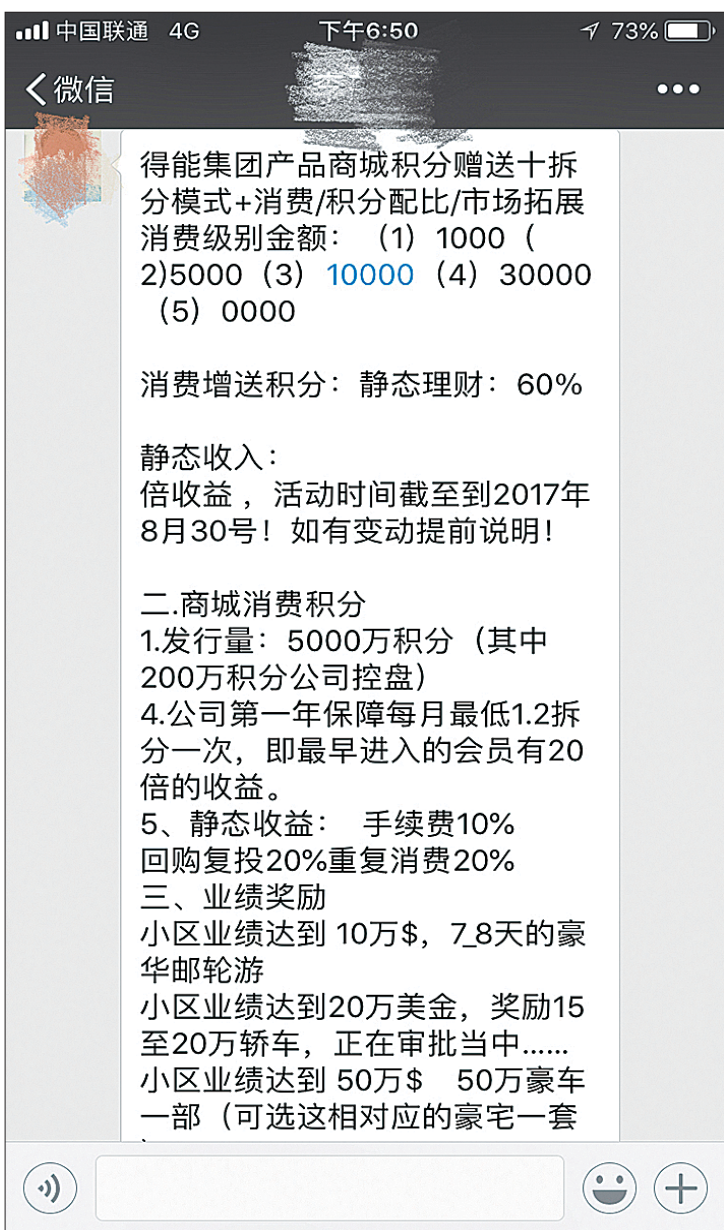 中国联通 4G 下午6:50 73%
微信
得能集团产品商城积分赠送十拆
分模式+消费/积分配比/市场拓展
消费级别金额：（1）1000（
2)5000（3）10000（4）30000
（5）0000
消费增送积分：静态理财：60%
静态收入：
倍收益，活动时间截至到2017年
8月30号！如有变动提前说明！
二.商城消费积分
1.发行量：5000万积分（其中
200万积分公司控盘）
4.公司第一年保障每月最低1.2拆
分一次，即最早进入的会员有20
倍的收益。
5、静态收益： 手续费10%
回购复投20%重复消费20%
三、业绩奖励
小区业绩达到 10万$，7_8天的豪
华邮轮游
小区业绩达到20万美金，奖励15
至20万轿车，正在审批当中……
小区业绩达到 50万$ 50万豪车
一部（可选这相对应的豪宅一套